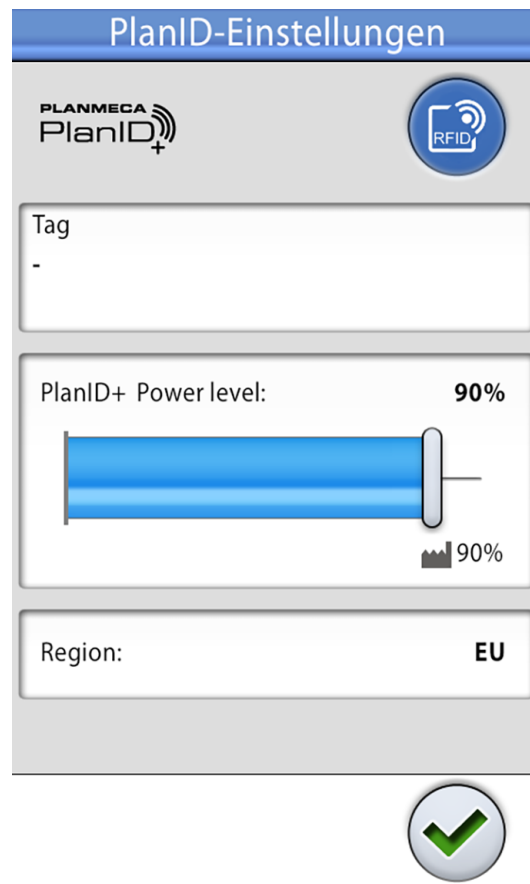 PlanID-Einstellungen
PLANMECA
PlanID+
RFID
Tag
-
PlanID+ Power level: 90%
90%
Region: EU